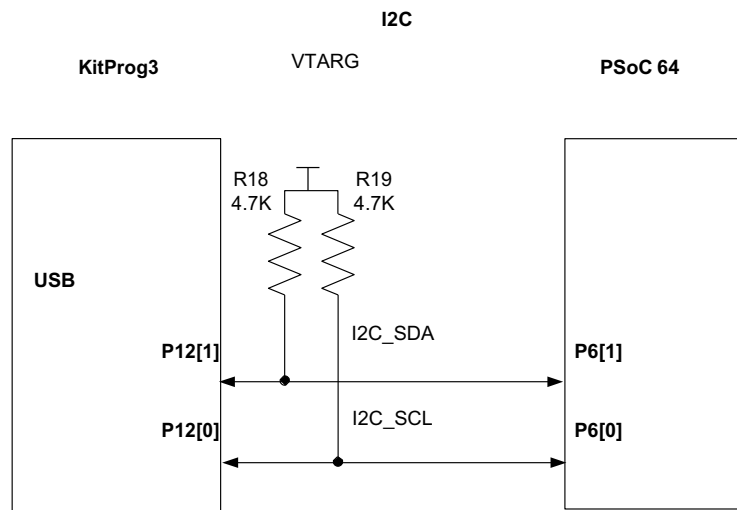 I2C
KitProg3
VTARG
PSoC 64
R18
4.7K
R19
4.7K
USB
I2C_SDA
P12[1]
P6[1]
I2C_SCL
P12[0]
P6[0]